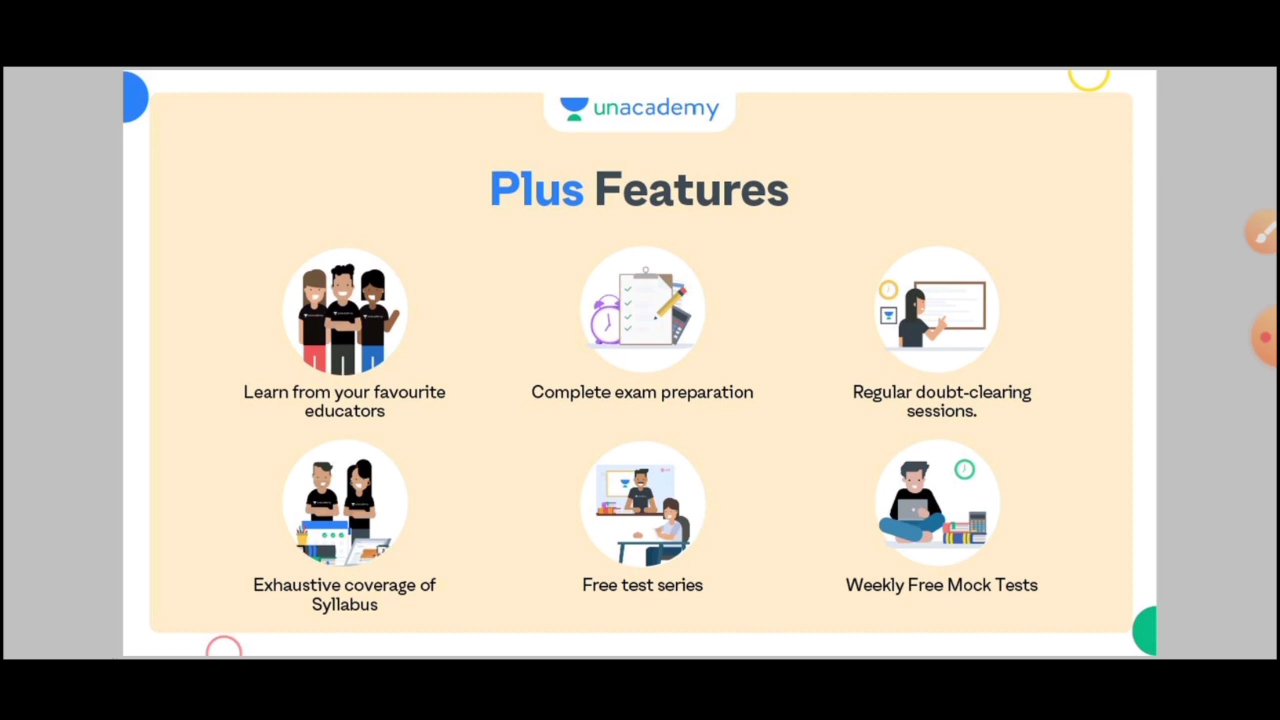 unacademy
Plus Features
Learn from your favourite
educators
Complete exam preparation
Regular doubt-clearing
sessions.
Exhaustive coverage of
Syllabus
Free test series
Weekly Free Mock Tests